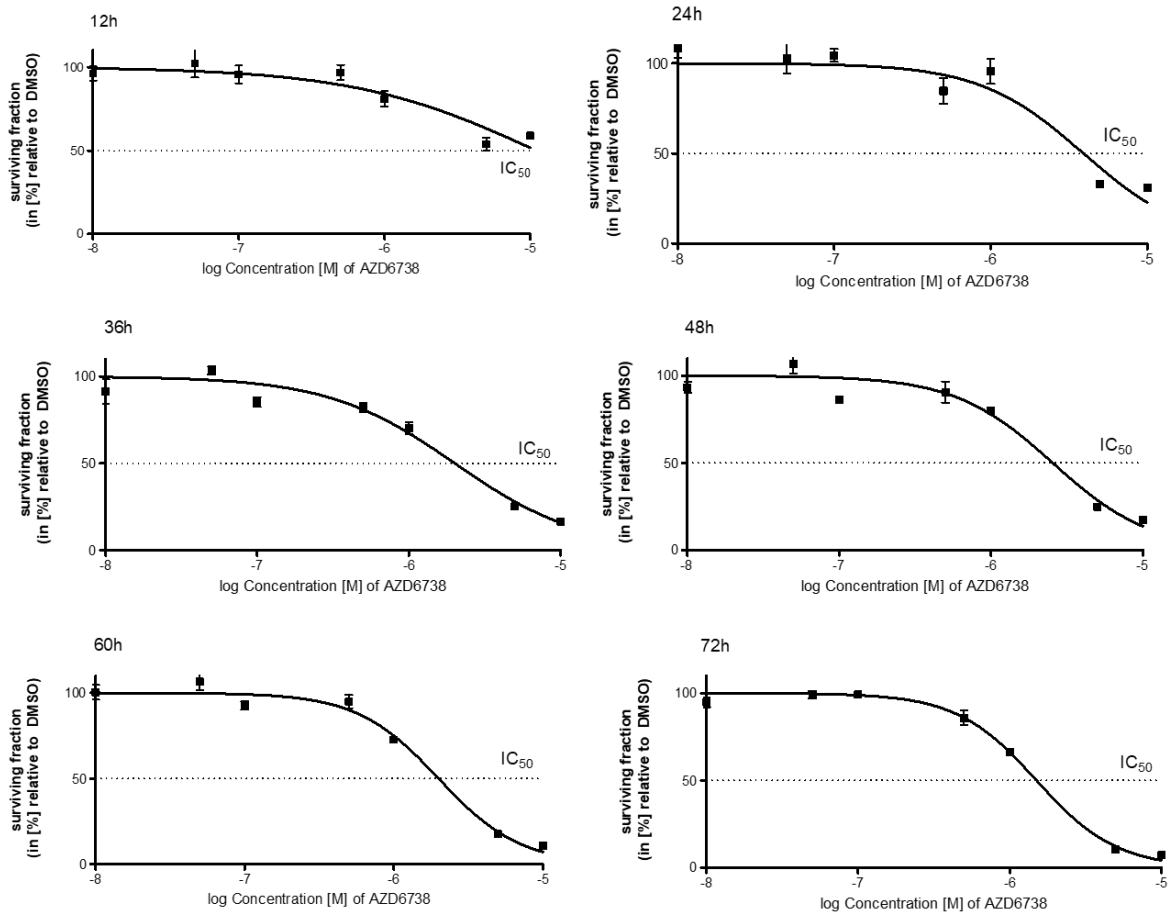 12h
surviving fraction
(in [%] relative to DMSO)
100
50
0
IC50
-8 -7 -6 -5
log Concentration [M] of AZD6738
24h
surviving fraction
(in [%] relative to DMSO)
100
50
0
IC50
-8 -7 -6 -5
log Concentration [M] of AZD6738
36h
surviving fraction
(in [%] relative to DMSO)
100
50
0
IC50
-8 -7 -6 -5
log Concentration [M] of AZD6738
48h
surviving fraction
(in [%] relative to DMSO)
100
50
0
IC50
-8 -7 -6 -5
log Concentration [M] of AZD6738
60h
surviving fraction
(in [%] relative to DMSO)
100
50
0
IC50
-8 -7 -6 -5
log Concentration [M] of AZD6738
72h
surviving fraction
(in [%] relative to DMSO)
100
50
0
IC50
-8 -7 -6 -5
log Concentration [M] of AZD6738